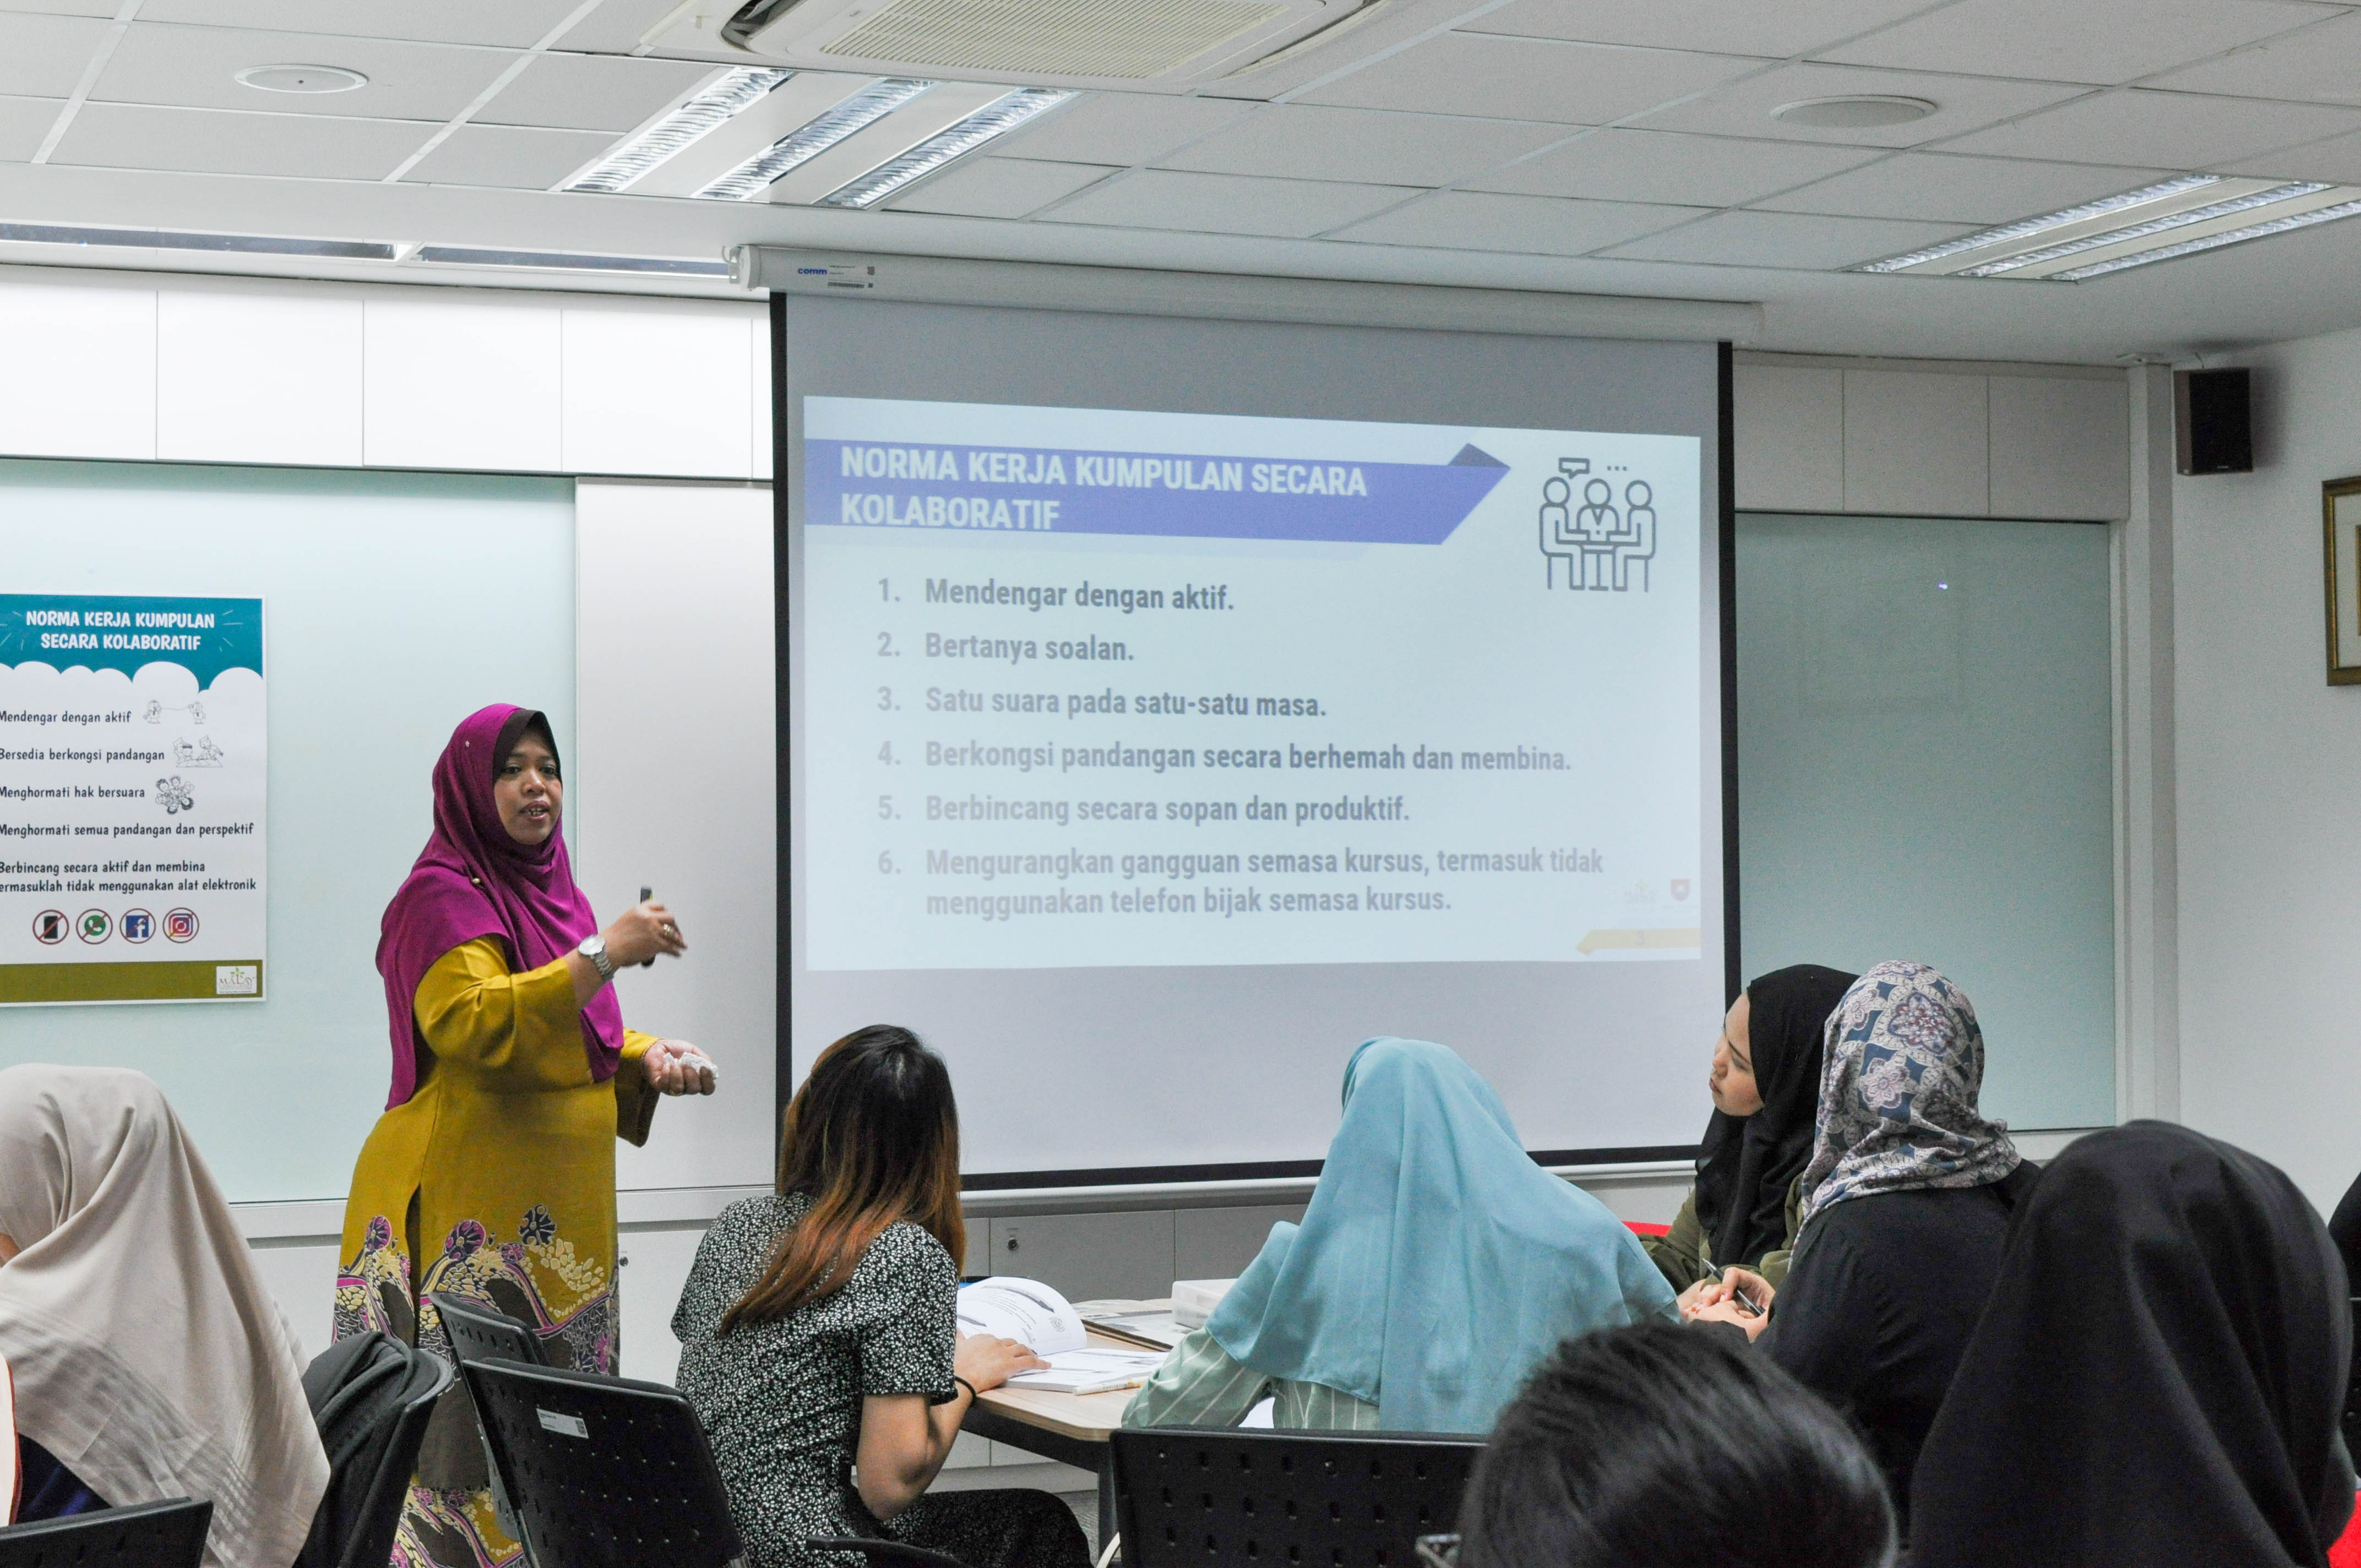 comm
NORMA KERJA KUMPULAN SECARA
KOLABORATIF
1. Mendengar dengan aktif.
2. Bertanya soalan.
3. Satu suara pada satu-satu masa.
4. Berkongsi pandangan secara berhemah dan membina.
5. Berbincang secara sopan dan produktif.
6. Mengurangkan gangguan semasa kursus, termasuk tidak
menggunakan telefon bijak semasa kursus.
3
NORMA KERJA KUMPULAN
SECARA KOLABORATIF
Mendengar dengan aktif
Bersedia berkongsi pandangan
Menghormati hak bersuara
Menghormati semua pandangan dan perspektif
Berbincang secara aktif dan membina
ermasuklah tidak menggunakan alat elektronik
MALAY